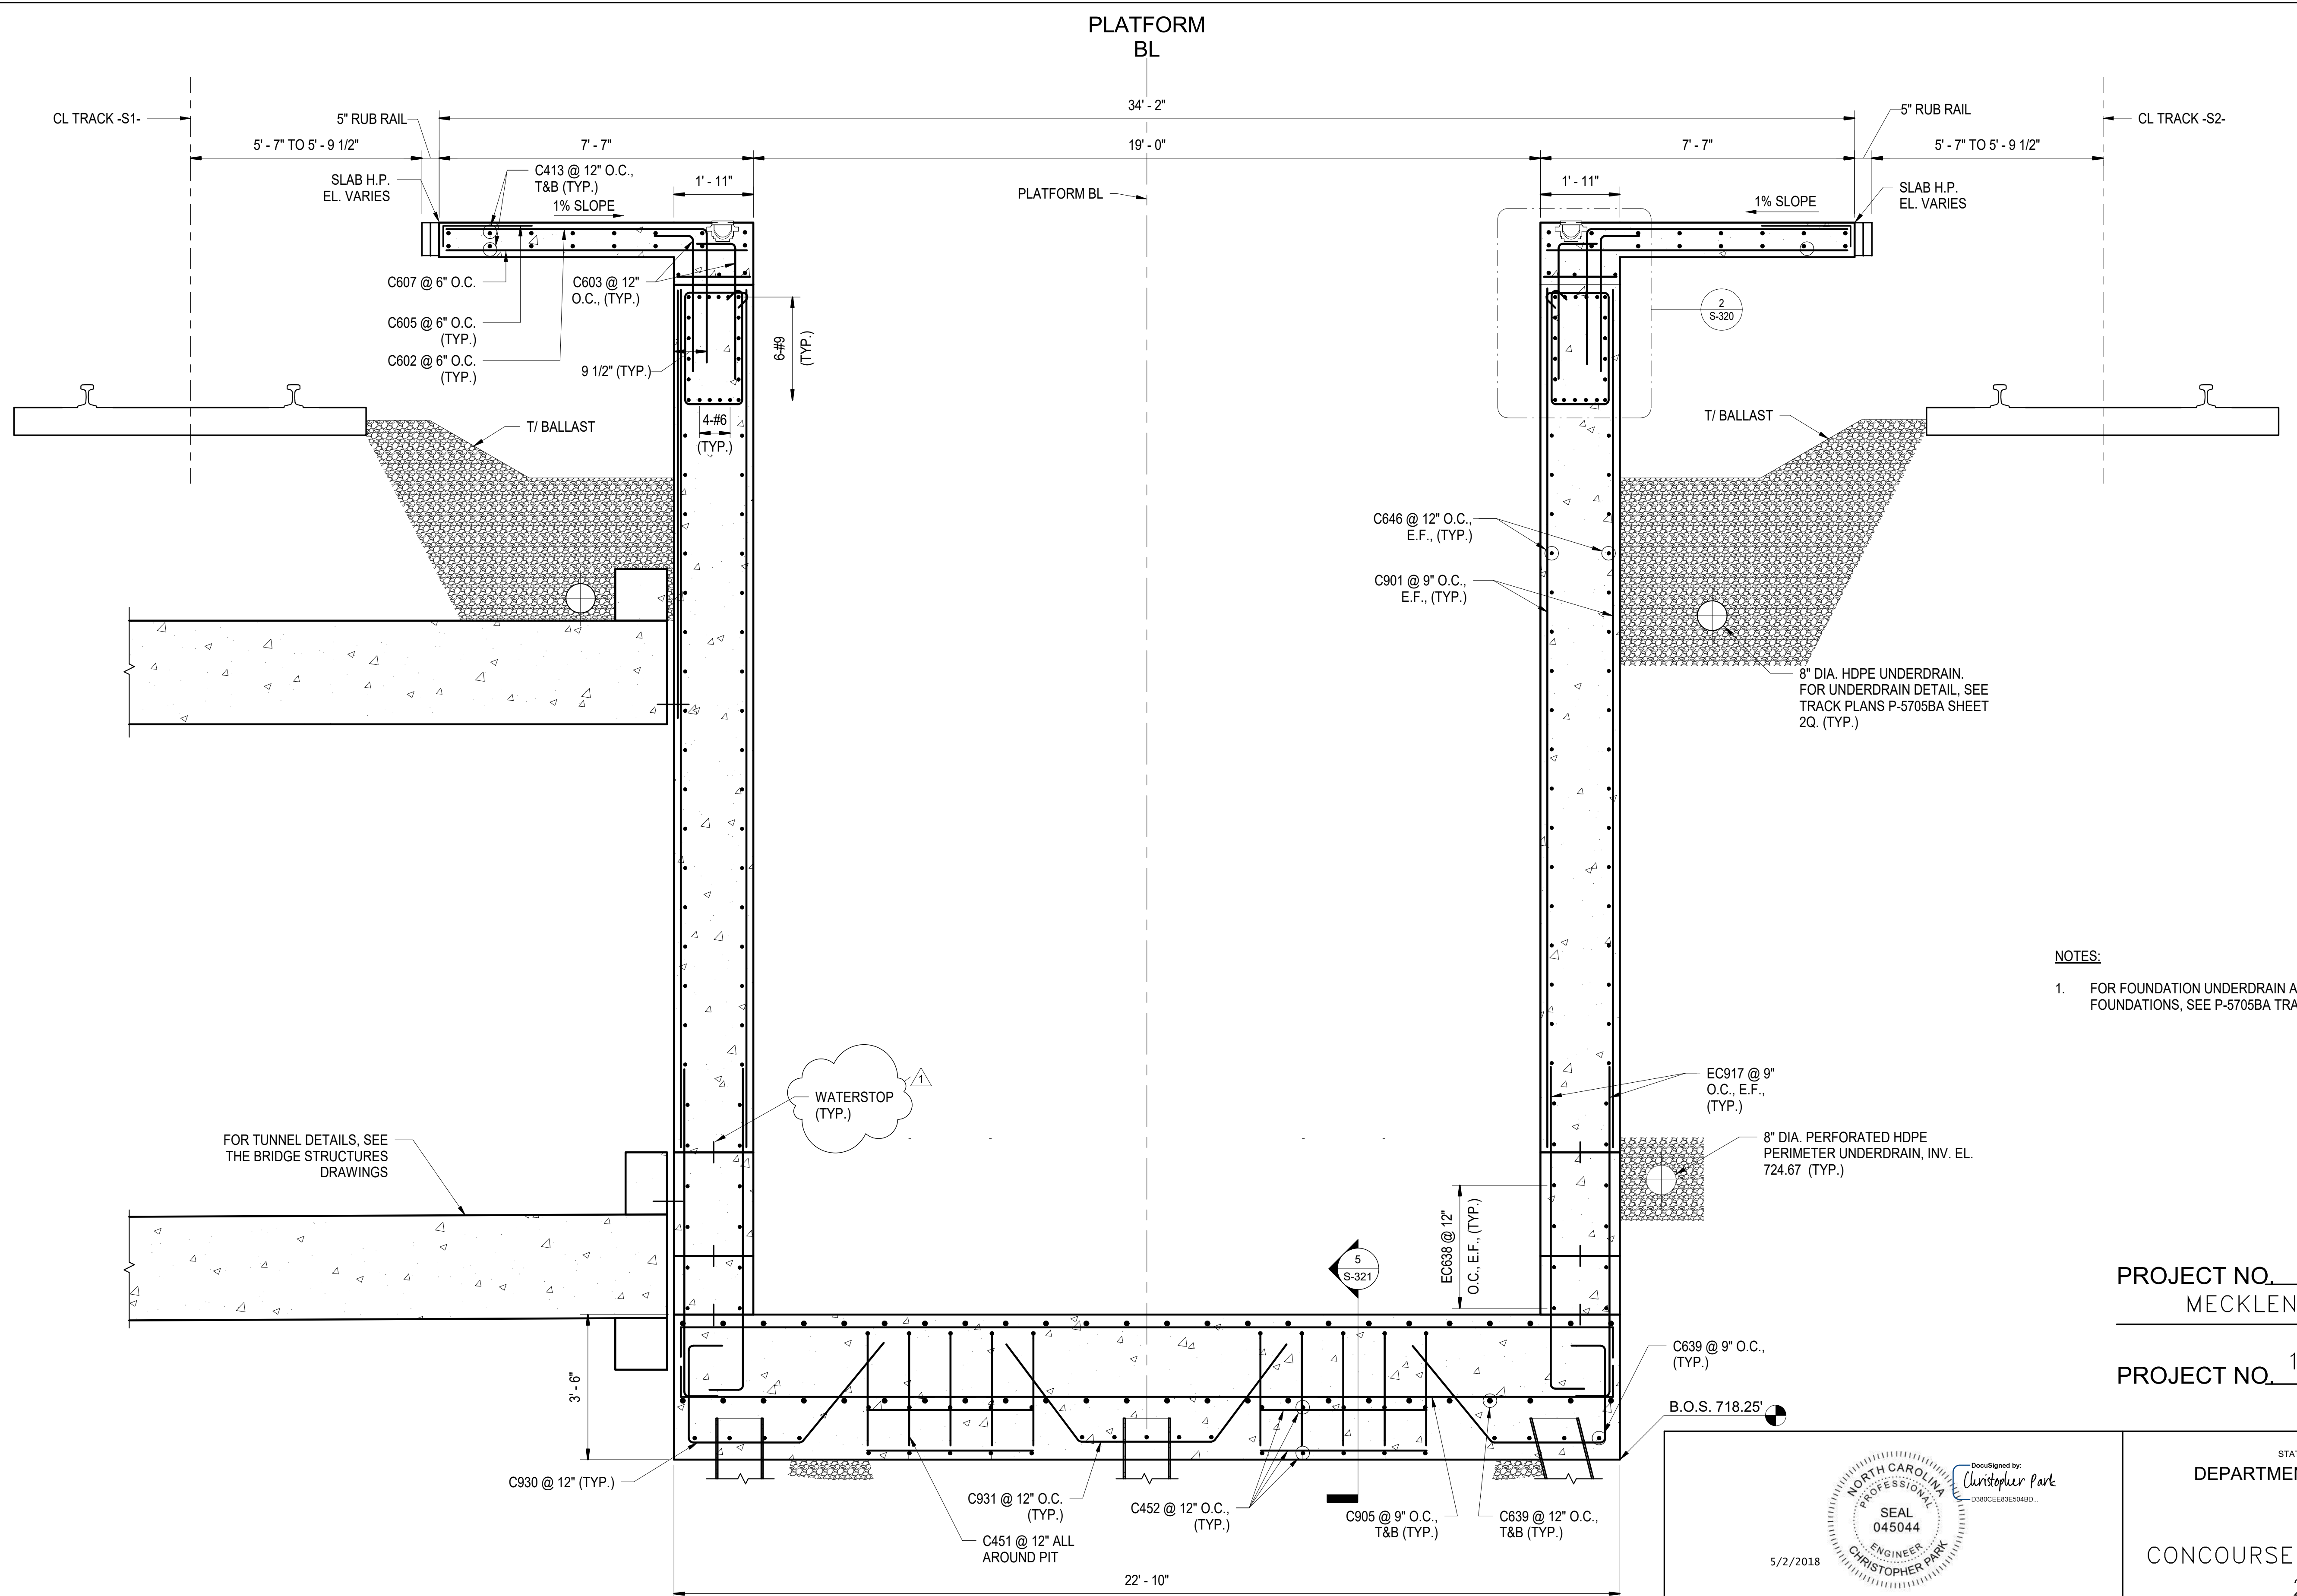 PLATFORM
BL
34' - 2"
CL TRACK -S1-
5" RUB RAIL
5" RUB RAIL
CL TRACK -S2-
5' - 7" TO 5' - 9 1/2"
7' - 7"
19' - 0"
7' - 7"
5' - 7" TO 5' - 9 1/2"
SLAB H.P.
EL. VARIES
C413 @ 12" O.C.,
T&B (TYP.)
1% SLOPE
1' - 11"
PLATFORM BL
1' - 11"
1% SLOPE
SLAB H.P.
EL. VARIES
C607 @ 6" O.C.
C603 @ 12"
O.C., (TYP.)
C605 @ 6" O.C.
(TYP.)
C602 @ 6" O.C.
(TYP.)
9 1/2" (TYP.)
6-#9
(TYP.)
2
S-320
4-#6
(TYP.)
T/ BALLAST
T/ BALLAST
C646 @ 12" O.C.,
E.F., (TYP.)
C901 @ 9" O.C.,
E.F., (TYP.)
8" DIA. HDPE UNDERDRAIN.
FOR UNDERDRAIN DETAIL, SEE
TRACK PLANS P-5705BA SHEET
2Q. (TYP.)
NOTES:
1. FOR FOUNDATION UNDERDRAIN A
FOUNDATIONS, SEE P-5705BA TRA
WATERSTOP
(TYP.)
1
EC917 @ 9"
O.C., E.F.,
(TYP.)
FOR TUNNEL DETAILS, SEE
THE BRIDGE STRUCTURES
DRAWINGS
8" DIA. PERFORATED HDPE
PERIMETER UNDERDRAIN, INV. EL.
724.67 (TYP.)
EC638 @ 12"
O.C., E.F., (TYP.)
5
S-321
PROJECT NO.
MECKLEN
3' - 6"
C639 @ 9" O.C.,
(TYP.)
PROJECT NO. 1
B.O.S. 718.25'
C930 @ 12" (TYP.)
C931 @ 12" O.C.
(TYP.)
C452 @ 12" O.C.,
(TYP.)
C905 @ 9" O.C.,
T&B (TYP.)
C639 @ 12" O.C.,
T&B (TYP.)
C451 @ 12" ALL
AROUND PIT
22' - 10"
NORTH CAROLINA
PROFESSIONAL
SEAL
045044
ENGINEER
CHRISTOPHER PARK
DocuSigned by:
Christopher Park
D380CEE83E504BD...
5/2/2018
STAT
DEPARTMEN
CONCOURSE